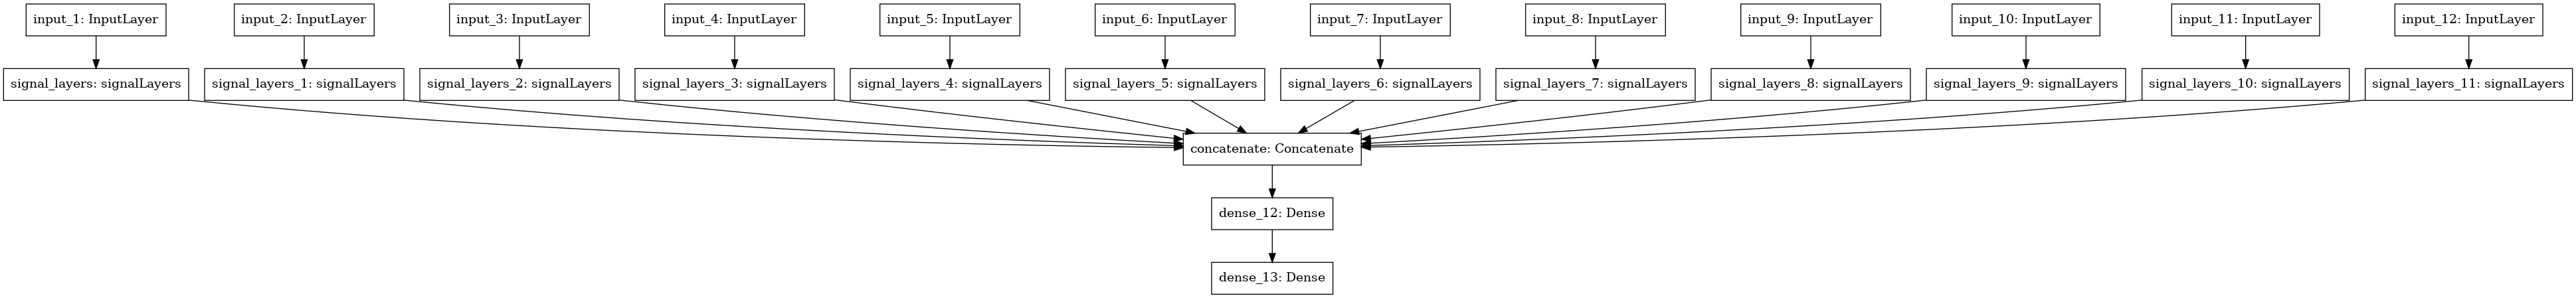 input_1: InputLayer
input_2: InputLayer
input_3: InputLayer
input_4: InputLayer
input_5: InputLayer
input_6: InputLayer
input_7: InputLayer
input_8: InputLayer
input_9: InputLayer
input_10: InputLayer
input_11: InputLayer
input_12: InputLayer
signal_layers: signalLayers
signal_layers_1: signalLayers
signal_layers_2: signalLayers
signal_layers_3: signalLayers
signal_layers_4: signalLayers
signal_layers_5: signalLayers
signal_layers_6: signalLayers
signal_layers_7: signalLayers
signal_layers_8: signalLayers
signal_layers_9: signalLayers
signal_layers_10: signalLayers
signal_layers_11: signalLayers
concatenate: Concatenate
dense_12: Dense
dense_13: Dense